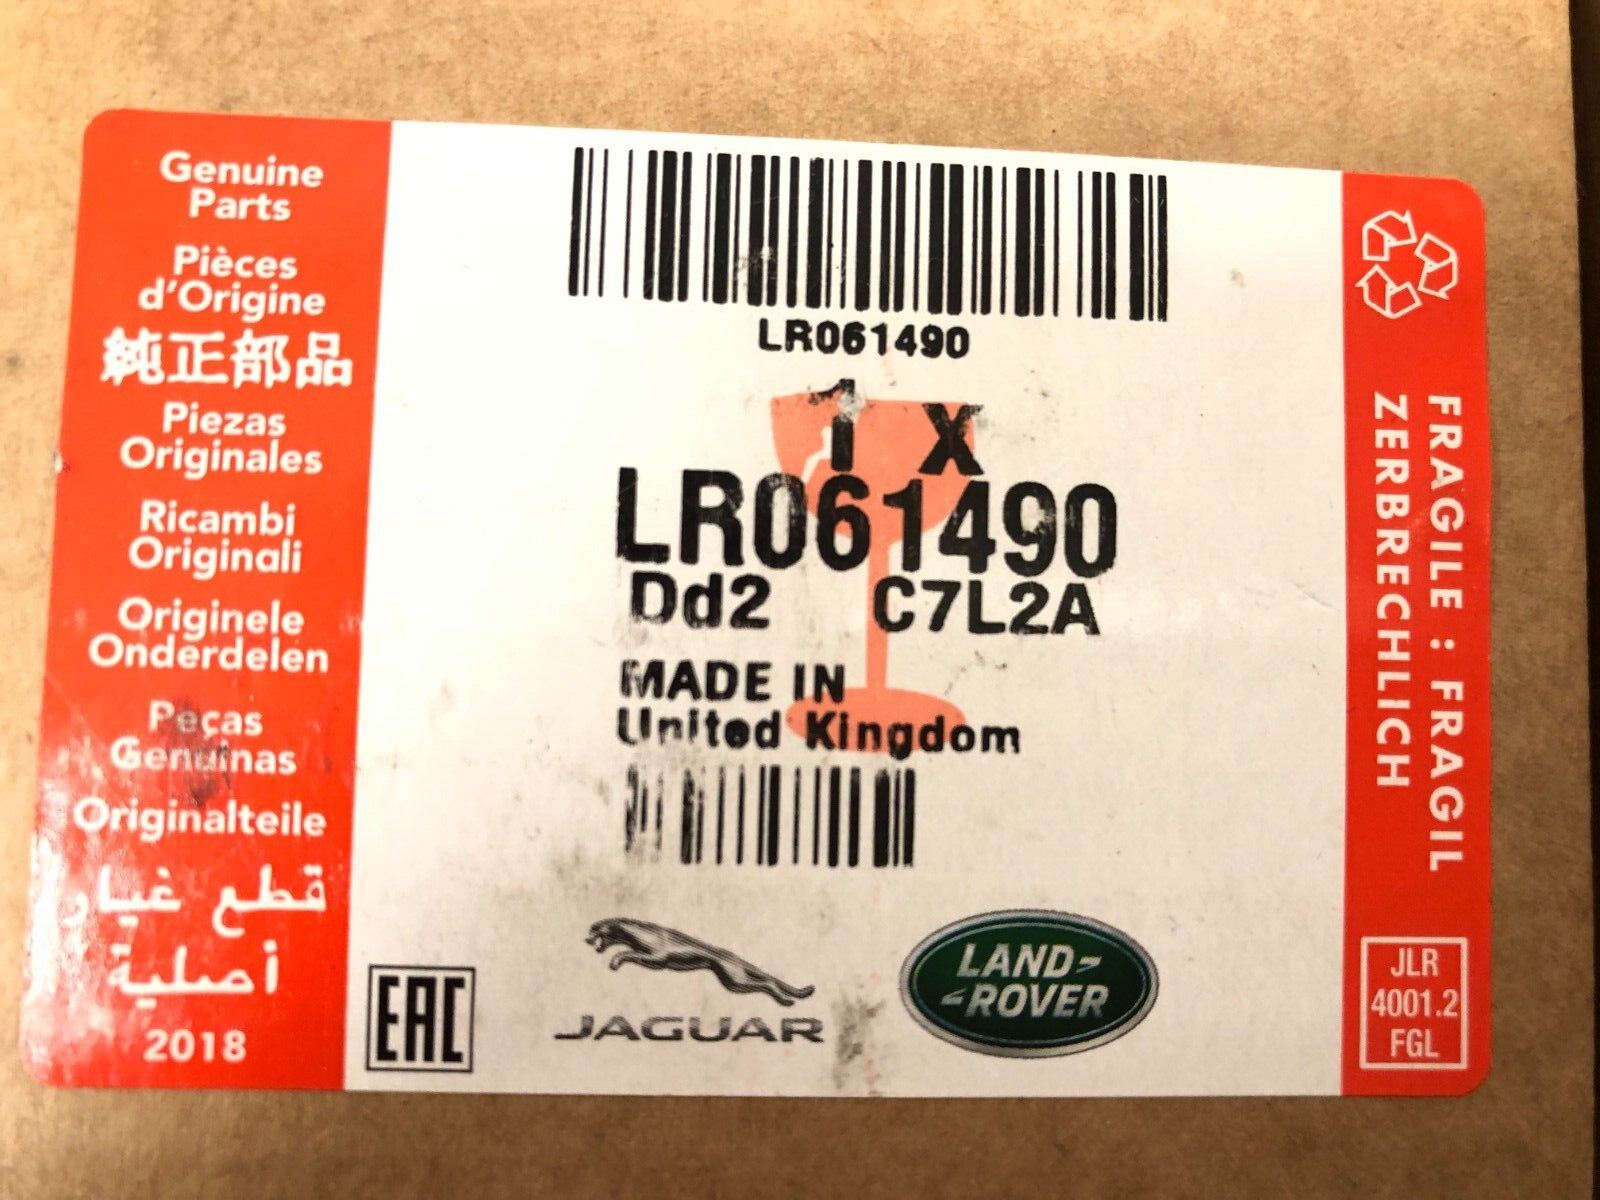 Genuine
Parts
Pièces
d'Origine
純正部品
Piezas
Originales
Ricambi
Originali
Originele
Onderdelen
Peças
Genuinas
Originalteile
قطع غيار
أصلية
2018
LR061490
1 X
LR061490
Dd2 C7L2A
MADE IN
United Kingdom
EAC
JAGUAR
LAND-
-ROVER
FRAGILE : FRAGIL
ZERBRECHLICH
JLR
4001.2
FGL